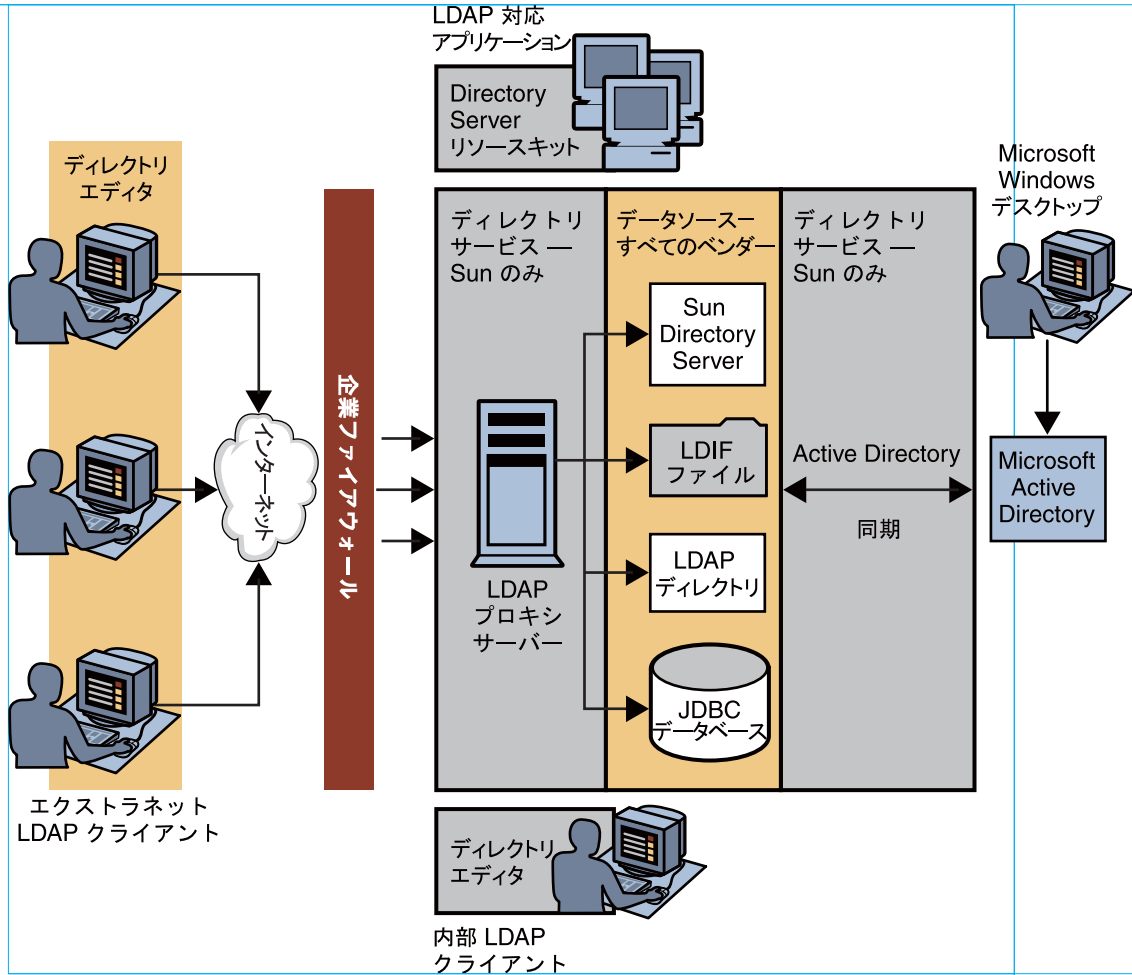 LDAP 対応
アプリケーション
Directory
Server
リソースキット
ディレクトリ
エディタ
Microsoft
Windows
デスクトップ
ディレクトリ
サービス —
Sun のみ
データソース—
すべてのベンダー
ディレクトリ
サービス —
Sun のみ
Sun
Directory
Server
企業ファイアウォール
インターネット
LDIF
ファイル
Active Directory
同期
Microsoft
Active
Directory
LDAP
プロキシ
サーバー
LDAP
ディレクトリ
JDBC
データベース
エクストラネット
LDAP クライアント
ディレクトリ
エディタ
内部 LDAP
クライアント